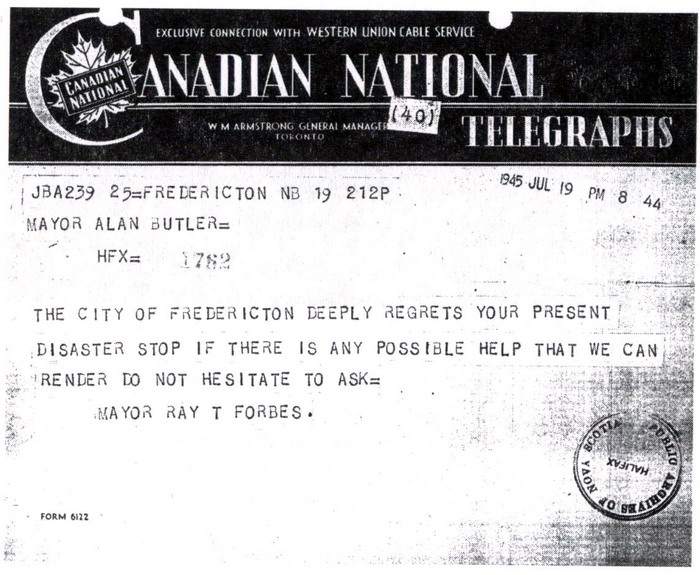 EXCLUSIVE CONNECTION WITH WESTERN UNION CABLE SERVICE
CANADIAN NATIONAL
CANADIAN NATIONAL
W M ARMSTRONG GENERAL MANAGER
TORONTO
(40)
TELEGRAPHS
1945 JUL 19 PM 8 44
JBA239 25=FREDERICTON NB 19 212P
MAYOR ALAN BUTLER=
HFX= 1782
THE CITY OF FREDERICTON DEEPLY REGRETS YOUR PRESENT
DISASTER STOP IF THERE IS ANY POSSIBLE HELP THAT WE CAN
RENDER DO NOT HESITATE TO ASK=
MAYOR RAY T FORBES.
PUBLIC ARCHIVES OF NOVA SCOTIA
HALIFAX
FORM 6122